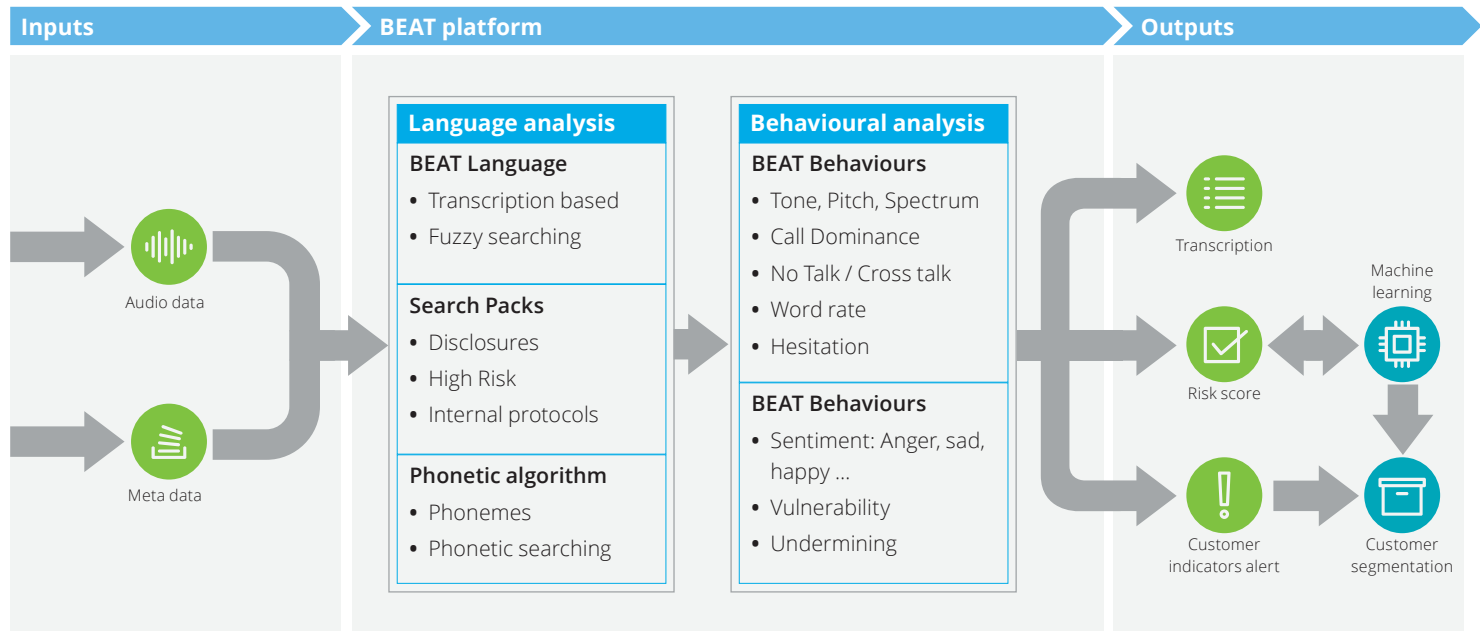 Inputs
BEAT platform
Outputs
Audio data
Meta data
Language analysis
BEAT Language
• Transcription based
• Fuzzy searching
Search Packs
• Disclosures
• High Risk
• Internal protocols
Phonetic algorithm
• Phonemes
• Phonetic searching
Behavioural analysis
BEAT Behaviours
• Tone, Pitch, Spectrum
• Call Dominance
• No Talk / Cross talk
• Word rate
• Hesitation
BEAT Behaviours
• Sentiment: Anger, sad,
happy ...
• Vulnerability
• Undermining
Transcription
Machine
learning
Risk score
Customer
indicators alert
Customer
segmentation